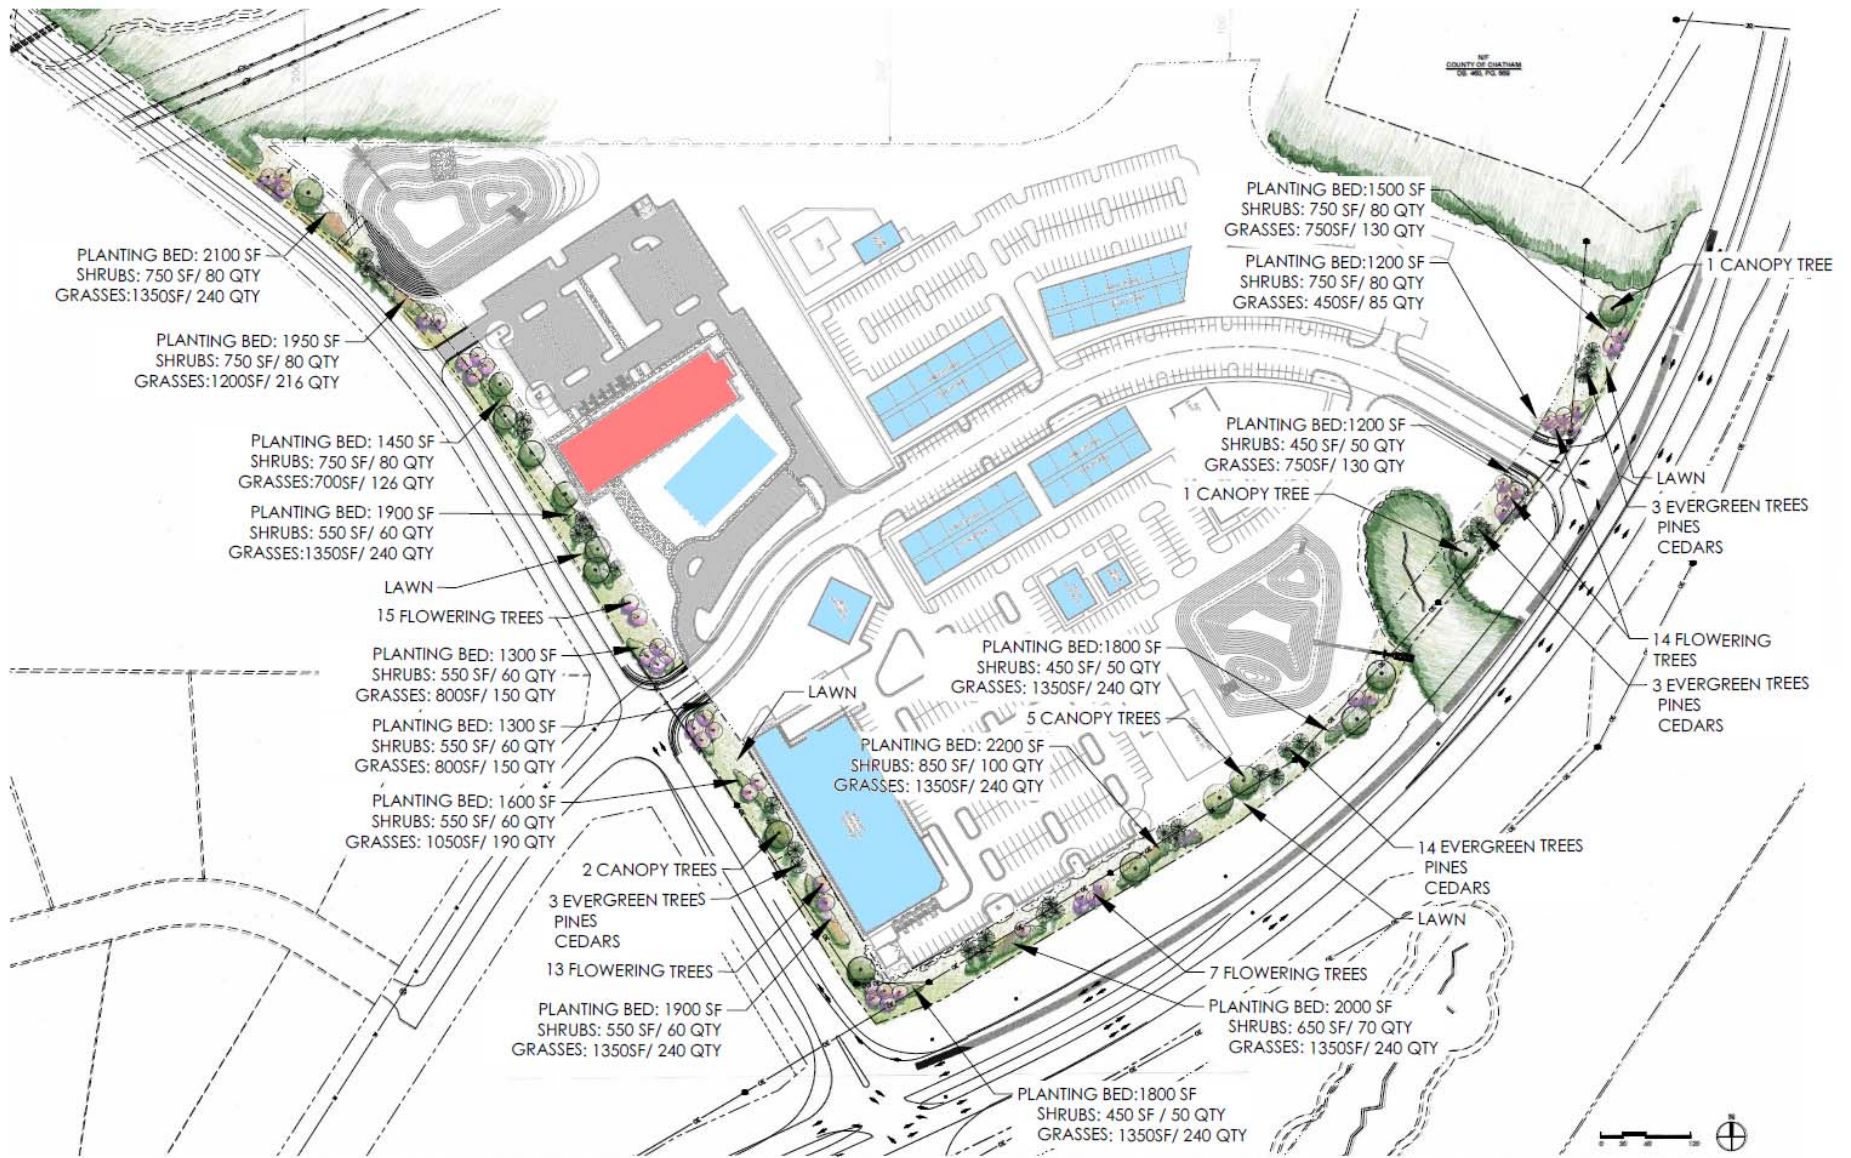 N/F
COUNTY OF CHATHAM
DB. 460, PG. 869
PLANTING BED:1500 SF
SHRUBS: 750 SF/ 80 QTY
GRASSES: 750SF/ 130 QTY
PLANTING BED:1200 SF
SHRUBS: 750 SF/ 80 QTY
GRASSES: 450SF/ 85 QTY
1 CANOPY TREE
PLANTING BED: 2100 SF
SHRUBS: 750 SF/ 80 QTY
GRASSES:1350SF/ 240 QTY
PLANTING BED: 1950 SF
SHRUBS: 750 SF/ 80 QTY
GRASSES:1200SF/ 216 QTY
PLANTING BED: 1450 SF
SHRUBS: 750 SF/ 80 QTY
GRASSES:700SF/ 126 QTY
PLANTING BED: 1900 SF
SHRUBS: 550 SF/ 60 QTY
GRASSES:1350SF/ 240 QTY
LAWN
15 FLOWERING TREES
PLANTING BED: 1300 SF
SHRUBS: 550 SF/ 60 QTY
GRASSES: 800SF/ 150 QTY
PLANTING BED: 1300 SF
SHRUBS: 550 SF/ 60 QTY
GRASSES: 800SF/ 150 QTY
PLANTING BED: 1600 SF
SHRUBS: 550 SF/ 60 QTY
GRASSES: 1050SF/ 190 QTY
2 CANOPY TREES
3 EVERGREEN TREES
PINES
CEDARS
13 FLOWERING TREES
PLANTING BED: 1900 SF
SHRUBS: 550 SF/ 60 QTY
GRASSES: 1350SF/ 240 QTY
LAWN
PLANTING BED:1200 SF
SHRUBS: 450 SF/ 50 QTY
GRASSES: 750SF/ 130 QTY
1 CANOPY TREE
LAWN
3 EVERGREEN TREES
PINES
CEDARS
14 FLOWERING
TREES
3 EVERGREEN TREES
PINES
CEDARS
PLANTING BED:1800 SF
SHRUBS: 450 SF/ 50 QTY
GRASSES: 1350SF/ 240 QTY
5 CANOPY TREES
PLANTING BED: 2200 SF
SHRUBS: 850 SF/ 100 QTY
GRASSES: 1350SF/ 240 QTY
14 EVERGREEN TREES
PINES
CEDARS
LAWN
7 FLOWERING TREES
PLANTING BED: 2000 SF
SHRUBS: 650 SF/ 70 QTY
GRASSES: 1350SF/ 240 QTY
PLANTING BED:1800 SF
SHRUBS: 450 SF / 50 QTY
GRASSES: 1350SF/ 240 QTY
N